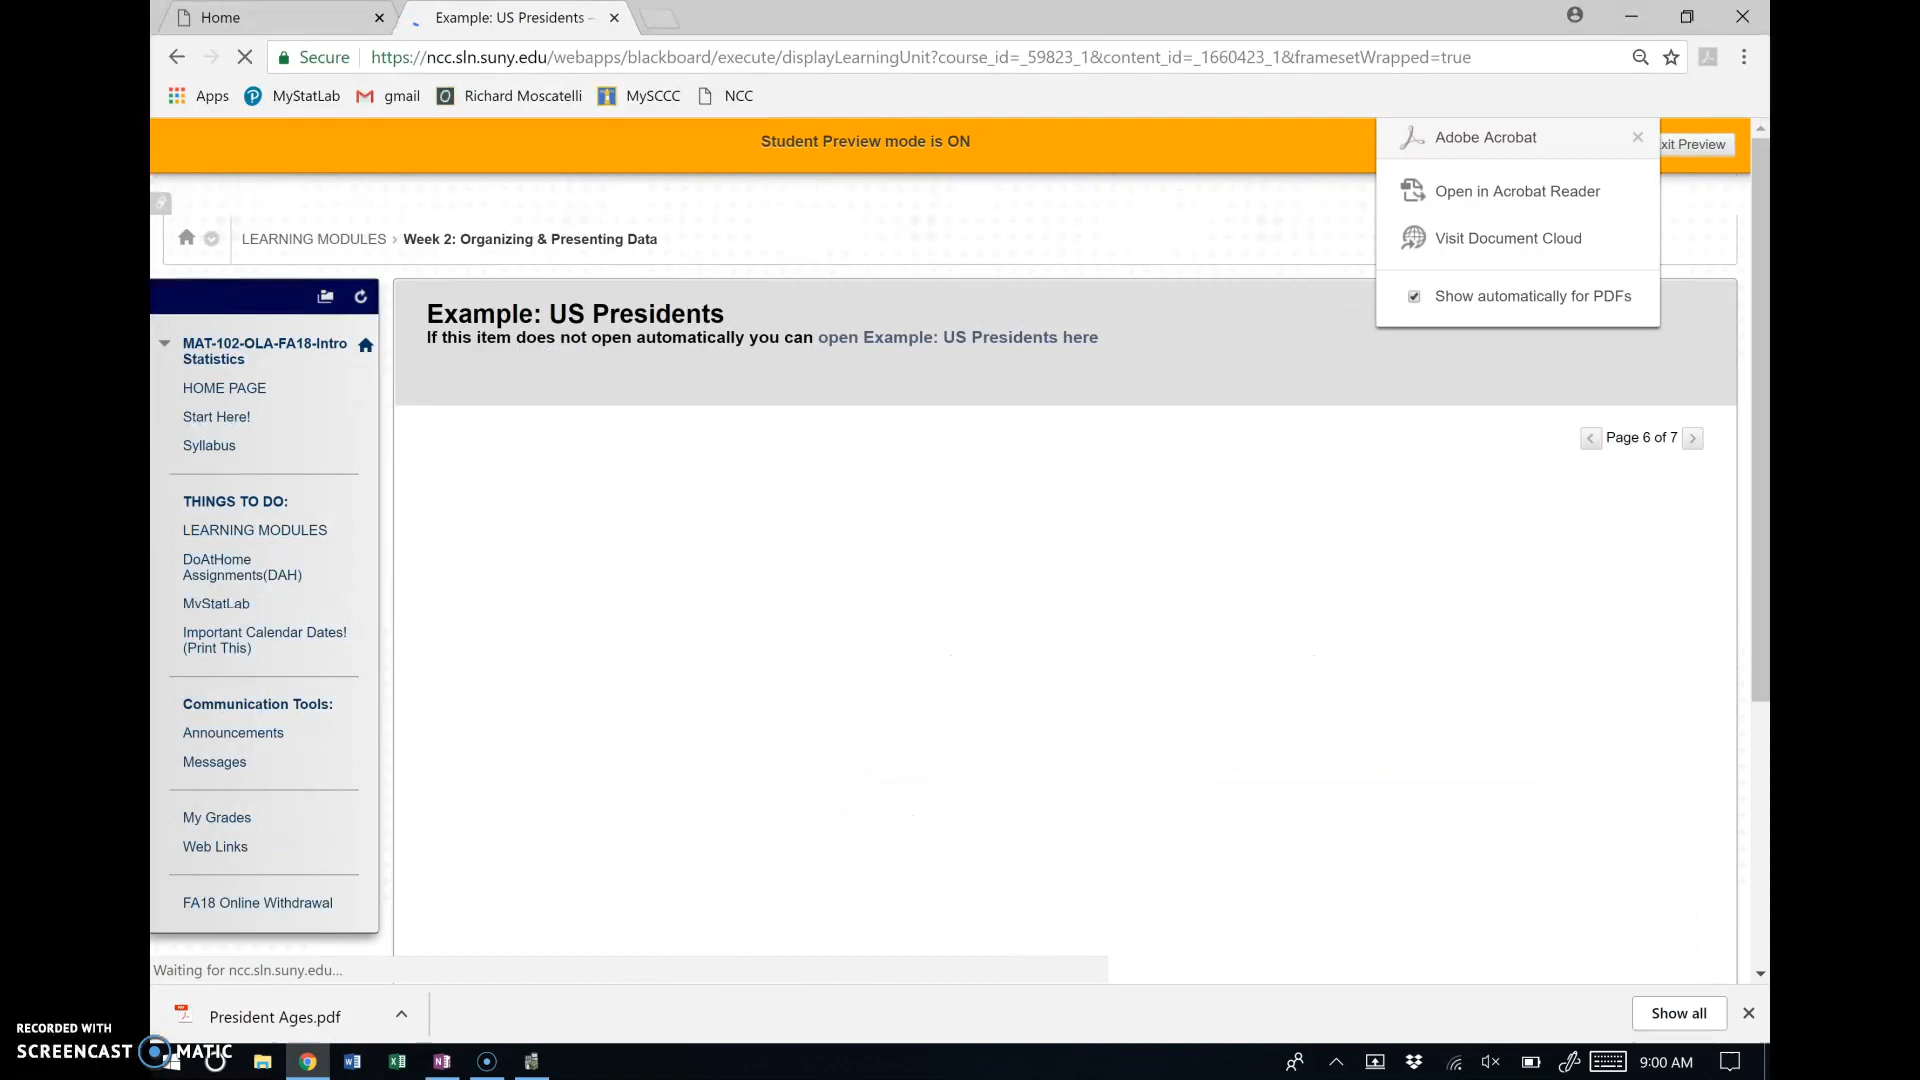 Home
Example: US Presidents –
Secure https://ncc.sln.suny.edu/webapps/blackboard/execute/displayLearningUnit?course_id=_59823_1&content_id=_1660423_1&framesetWrapped=true
Apps MyStatLab gmail Richard Moscatelli MySCCC NCC
Student Preview mode is ON
xit Preview
Adobe Acrobat
Open in Acrobat Reader
Visit Document Cloud
Show automatically for PDFs
LEARNING MODULES > Week 2: Organizing & Presenting Data
MAT-102-OLA-FA18-Intro
Statistics
HOME PAGE
Start Here!
Syllabus
THINGS TO DO:
LEARNING MODULES
DoAtHome
Assignments(DAH)
MyStatLab
Important Calendar Dates!
(Print This)
Communication Tools:
Announcements
Messages
My Grades
Web Links
FA18 Online Withdrawal
Example: US Presidents
If this item does not open automatically you can open Example: US Presidents here
Page 6 of 7
Waiting for ncc.sln.suny.edu...
President Ages.pdf
Show all
RECORDED WITH
SCREENCAST MATIC
9:00 AM